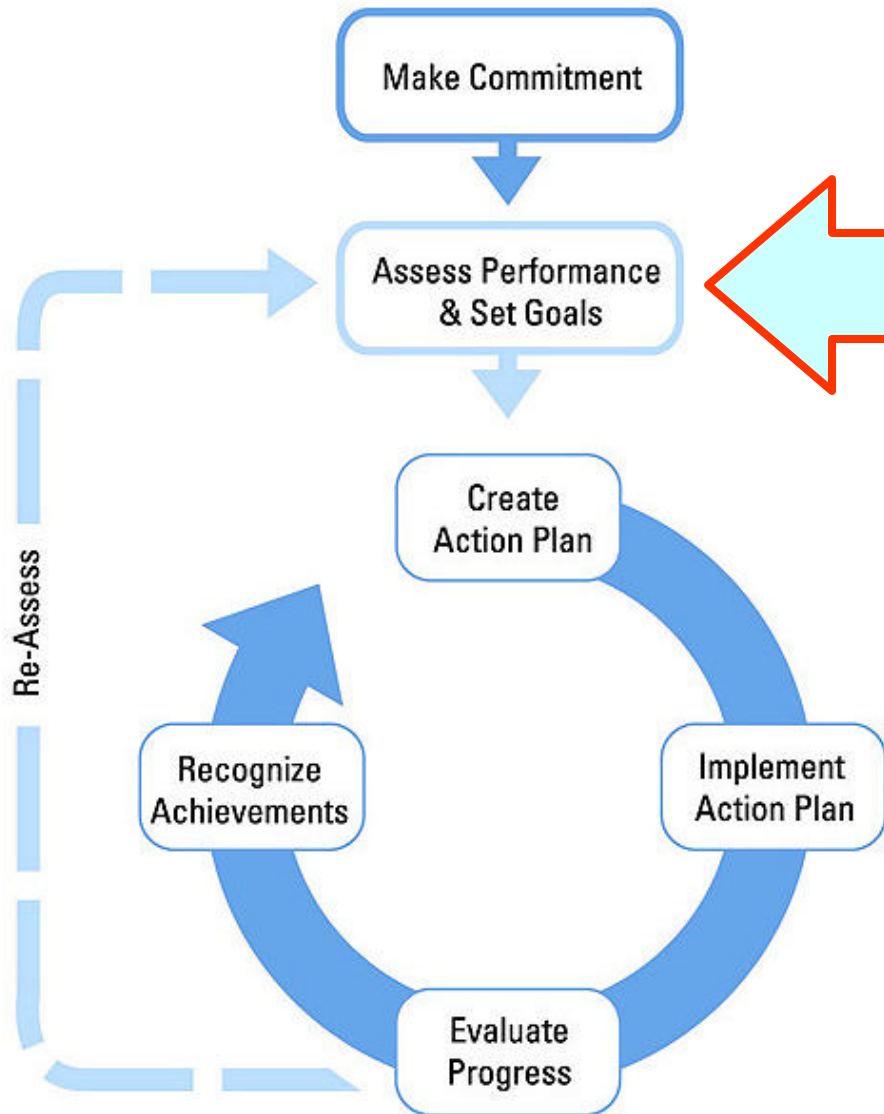 Make Commitment
Assess Performance
& Set Goals
Create
Action Plan
Re-Assess
Recognize
Achievements
Implement
Action Plan
Evaluate
Progress